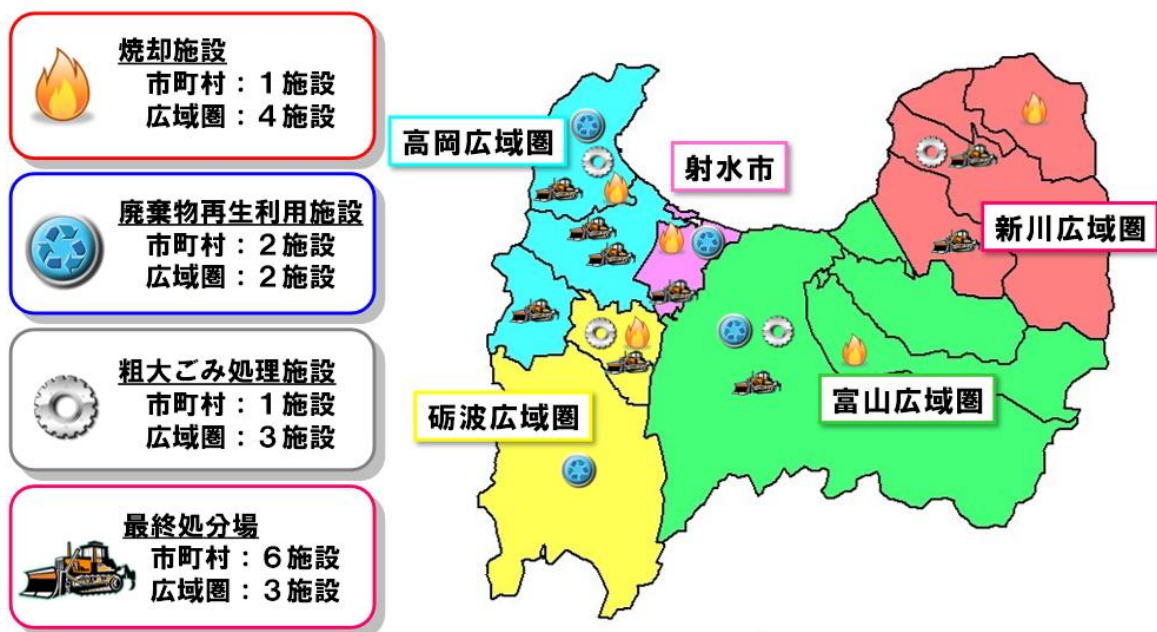 焼却施設
市町村：１施設
広域圏：４施設
廃棄物再生利用施設
市町村：２施設
広域圏：２施設
粗大ごみ処理施設
市町村：１施設
広域圏：３施設
最終処分場
市町村：６施設
広域圏：３施設
高岡広域圏
射水市
新川広域圏
砺波広域圏
富山広域圏